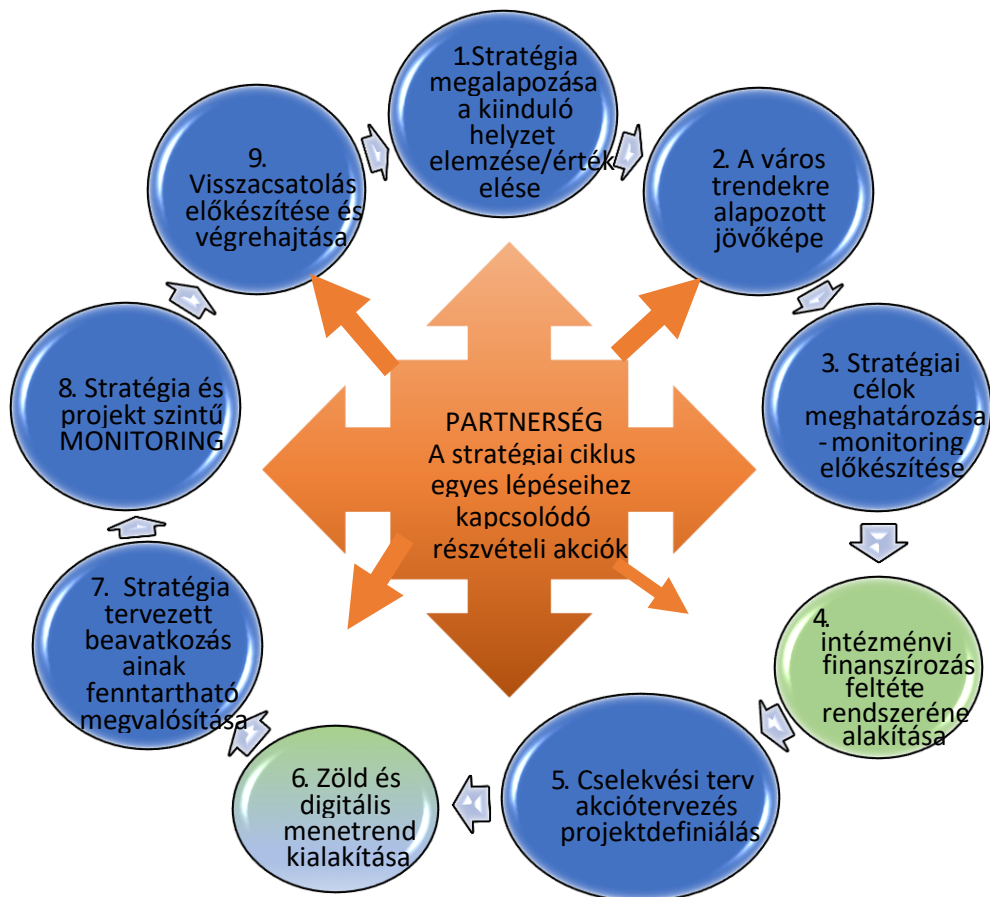 1.Stratégia
megalapozása
a kiinduló
helyzet
elemzése/érték
elése
2. A város
trendekre
alapozott
jövőképe
3. Stratégiai
célok
meghatározása
- monitoring
előkészítése
4.
intézménvi
finanszírozás
feltéte
rendszeréne
alakítása
5. Cselekvési terv
akciótervezés
projektdefiniálás
6. Zöld és
digitális
menetrend
kialakítása
7. Stratégia
tervezett
beavatkozás
ainak
fenntartható
megvalósítása
8. Stratégia és
projekt szintű
MONITORING
9.
Visszacsatolás
előkészítése és
végrehajtása
PARTNERSÉG
A stratégiai ciklus
egyes lépéseihez
kapcsolódó
részvételi akciók